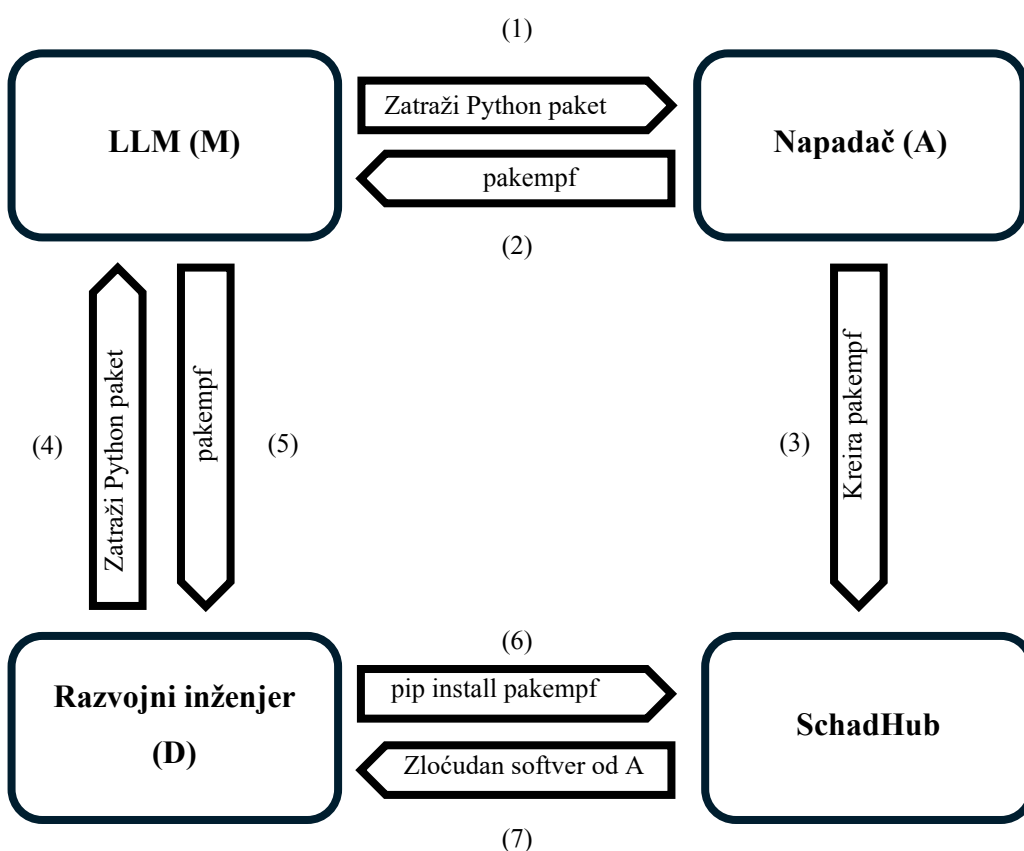 (1)
LLM (M)
Zatraži Python paket
Napadač (A)
pakempf
(2)
(4)
Zatraži Python paket
pakempf
(5)
(3)
Kreira pakempf
(6)
Razvojni inženjer
(D)
pip install pakempf
SchadHub
Zloćudan softver od A
(7)